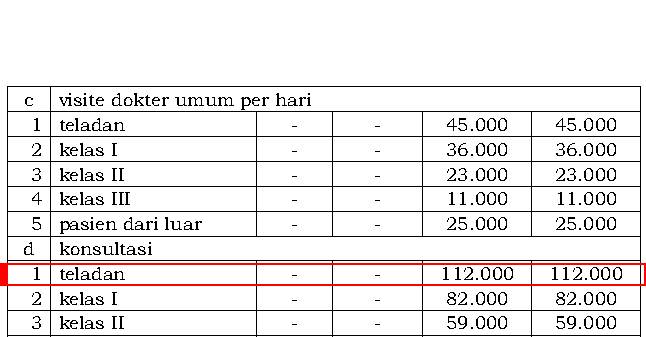 c visite dokter umum per hari
1 teladan - - 45.000 45.000
2 kelas I - - 36.000 36.000
3 kelas II - - 23.000 23.000
4 kelas III - - 11.000 11.000
5 pasien dari luar - - 25.000 25.000
d konsultasi
1 teladan - - 112.000 112.000
2 kelas I - - 82.000 82.000
3 kelas II - - 59.000 59.000